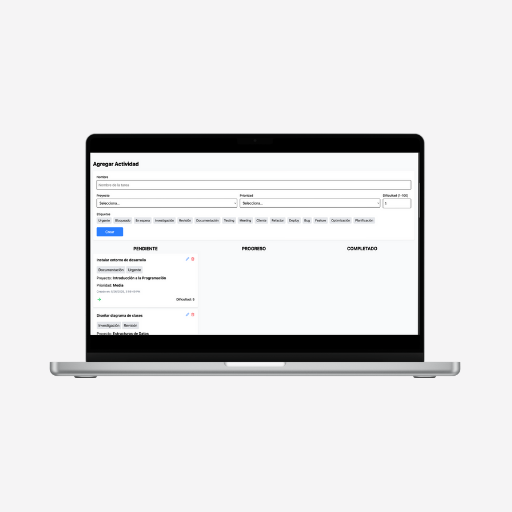 Agregar Actividad
Nombre
Nombre de la tarea
Proyecto Prioridad Dificultad (1-100)
Selecciona... Selecciona... 1
Etiquetas
Urgente Bloqueado En espera Investigación Revisión Documentación Testing Meeting Cliente Refactor Deploy Bug Feature Optimización Planificación
Crear
PENDIENTE PROGRESO COMPLETADO
Instalar entorno de desarrollo
Documentación Urgente
Proyecto: Introducción a la Programación
Prioridad: Media
Dificultad: 5
Diseñar diagrama de clases
Investigación Revisión
Proyecto: Estructuras de Datos